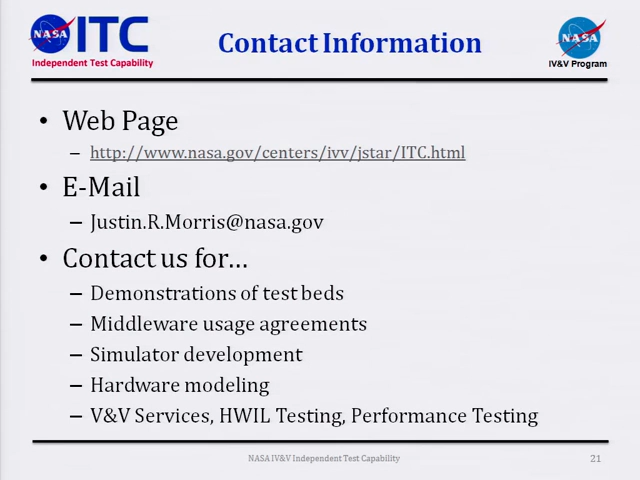 NASA ITC
Independent Test Capability
Contact Information
NASA
IV&V Program
• Web Page
– http://www.nasa.gov/centers/ivv/jstar/ITC.html
• E-Mail
– Justin.R.Morris@nasa.gov
• Contact us for…
– Demonstrations of test beds
– Middleware usage agreements
– Simulator development
– Hardware modeling
– V&V Services, HWIL Testing, Performance Testing
NASA IV&V Independent Test Capability
21